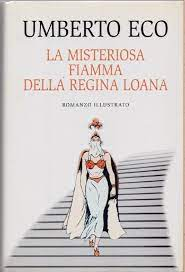 UMBERTO ECO
LA MISTERIOSA
FIAMMA
DELLA REGINA LOANA
ROMANZO ILLUSTRATO